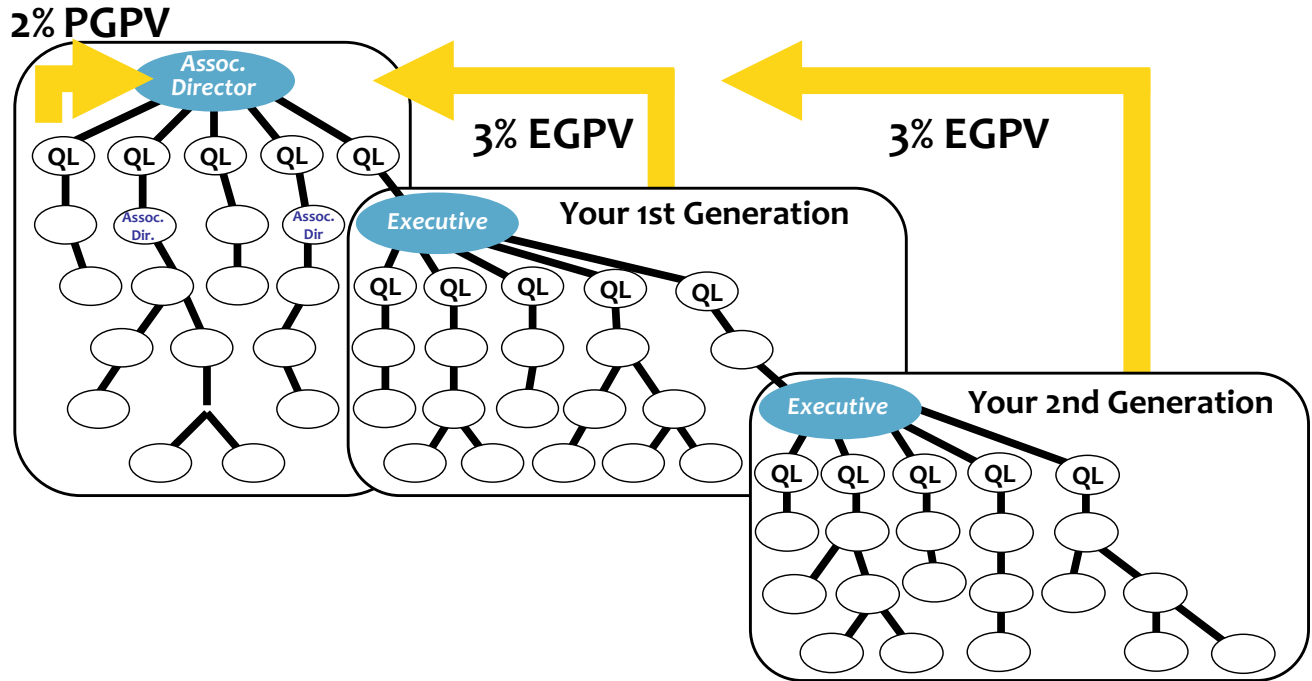 2% PGPV
Assoc.
Director
3% EGPV
3% EGPV
QL
QL
QL
QL
QL
Assoc.
Dir.
Assoc.
Dir
Executive
Your 1st Generation
QL
QL
QL
QL
QL
Executive
Your 2nd Generation
QL
QL
QL
QL
QL